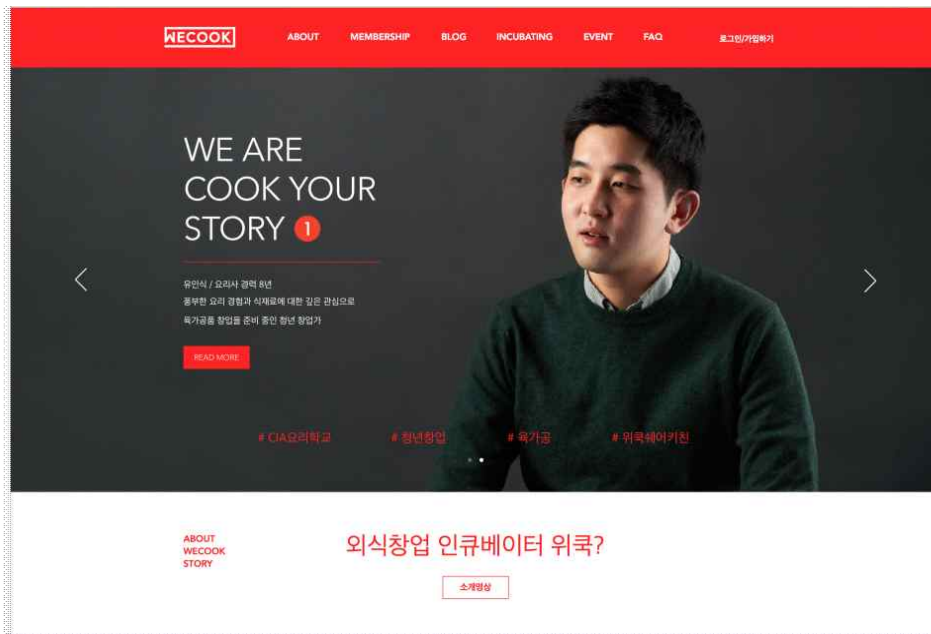 WECOOK ABOUT MEMBERSHIP BLOG INCUBATING EVENT FAQ 로그인/가입하기
WE ARE
COOK YOUR
STORY 1
유인식 / 요리사 경력 8년
풍부한 요리 경험과 식재료에 대한 깊은 관심으로
육가공품 창업을 준비 중인 청년 창업가
READ MORE
# CIA요리학교 # 청년창업 # 육가공 # 위쿡쉐어키친
ABOUT
WECOOK
STORY
외식창업 인큐베이터 위쿡?
소개영상